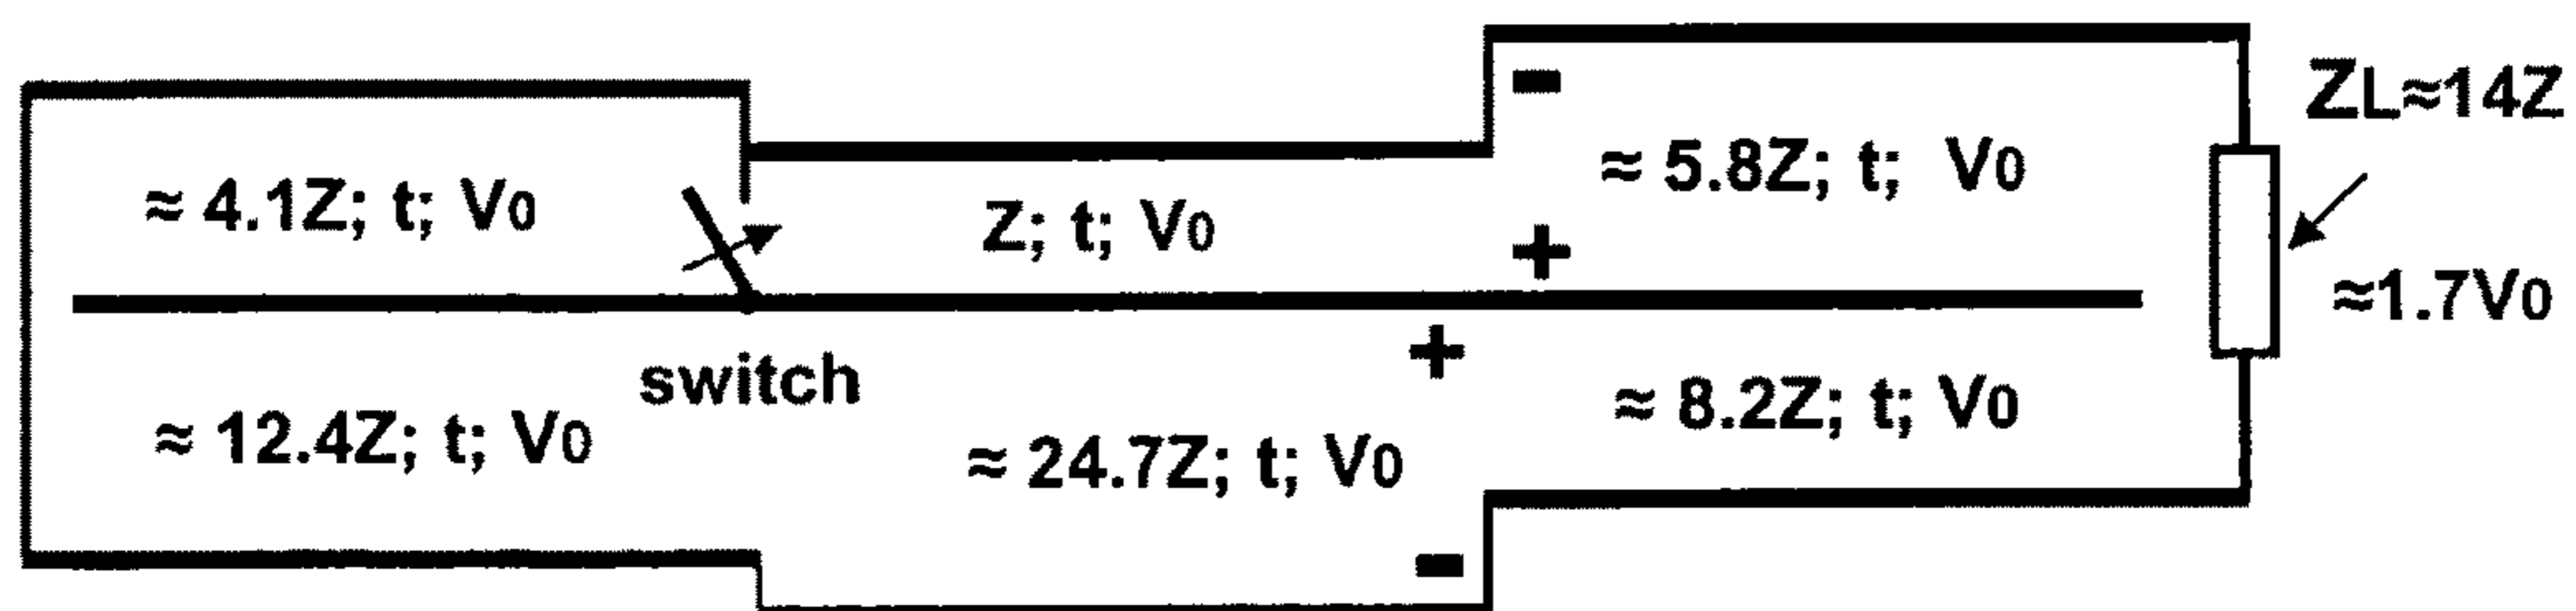 ≈ 4.1Z; t; V0
Z; t; V0
-
≈ 5.8Z; t; V0
+
ZL≈14Z
≈1.7V0
switch
+
≈ 12.4Z; t; V0
≈ 24.7Z; t; V0
-
≈ 8.2Z; t; V0